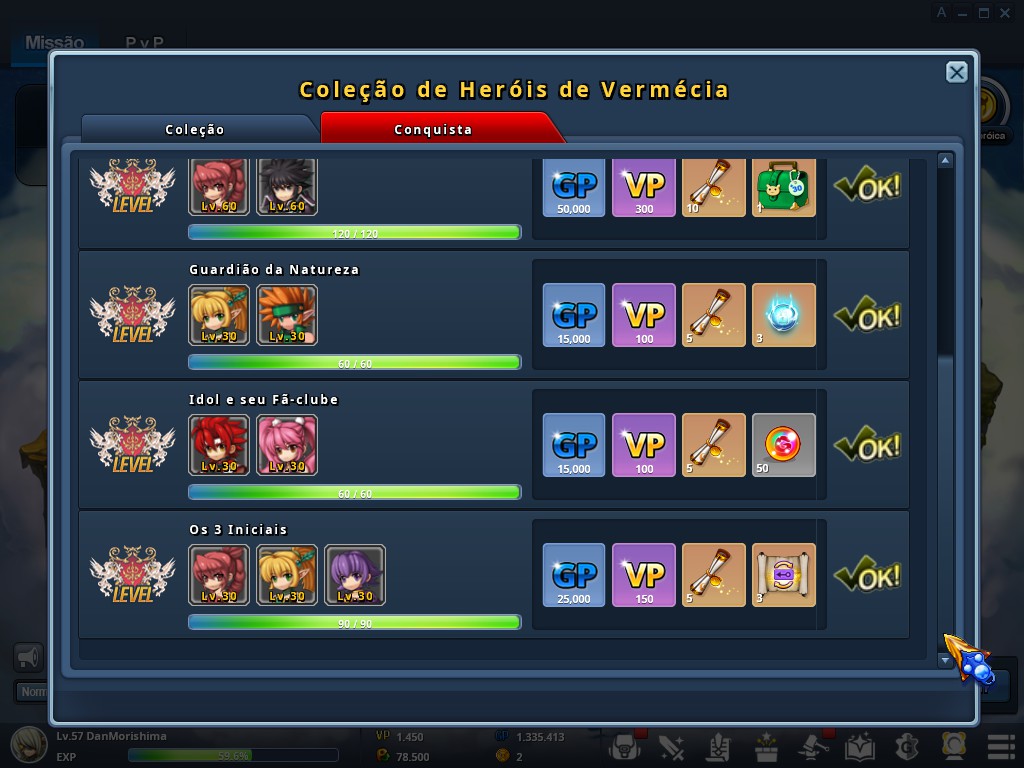 A
Missão PvP
Coleção de Heróis de Vermécia
Coleção Conquista
LEVEL Lv.60 Lv.60 GP 50,000 VP 300 10 30 1 OK!
120 / 120
Guardião da Natureza
LEVEL Lv.30 Lv.30 GP 15,000 VP 100 5 3 OK!
60 / 60
Idol e seu Fã-clube
LEVEL Lv.30 Lv.30 GP 15,000 VP 100 5 50 OK!
60 / 60
Os 3 Iniciais
LEVEL Lv.30 Lv.30 Lv.30 GP 25,000 VP 150 5 3 OK!
90 / 90
Norm
Lv.57 DanMorishima VP 1.450 1.335.413
EXP 59.6% 78.500 2